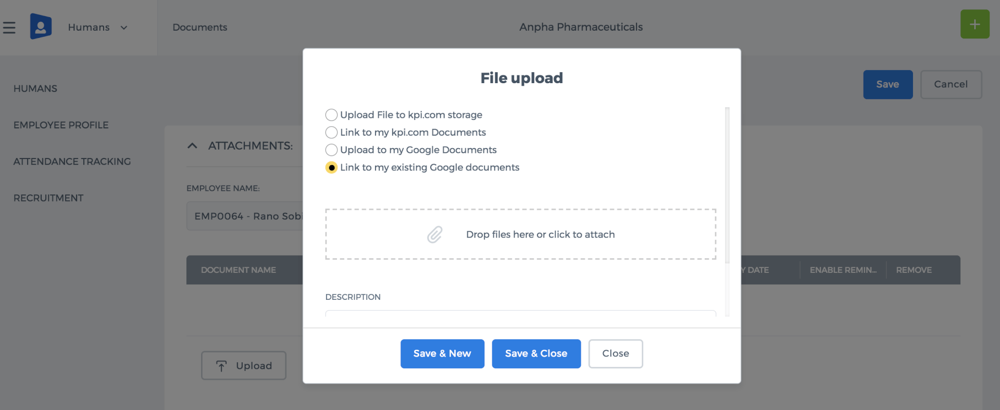 Humans
Documents
Anpha Pharmaceuticals
+
HUMANS
EMPLOYEE PROFILE
ATTENDANCE TRACKING
RECRUITMENT
Save
Cancel
ATTACHMENTS:
EMPLOYEE NAME:
EMP0064 - Rano Sobi
DOCUMENT NAME
Y DATE
ENABLE REMIN...
REMOVE
Upload
File upload
Upload File to kpi.com storage
Link to my kpi.com Documents
Upload to my Google Documents
Link to my existing Google documents
Drop files here or click to attach
DESCRIPTION
Save & New
Save & Close
Close